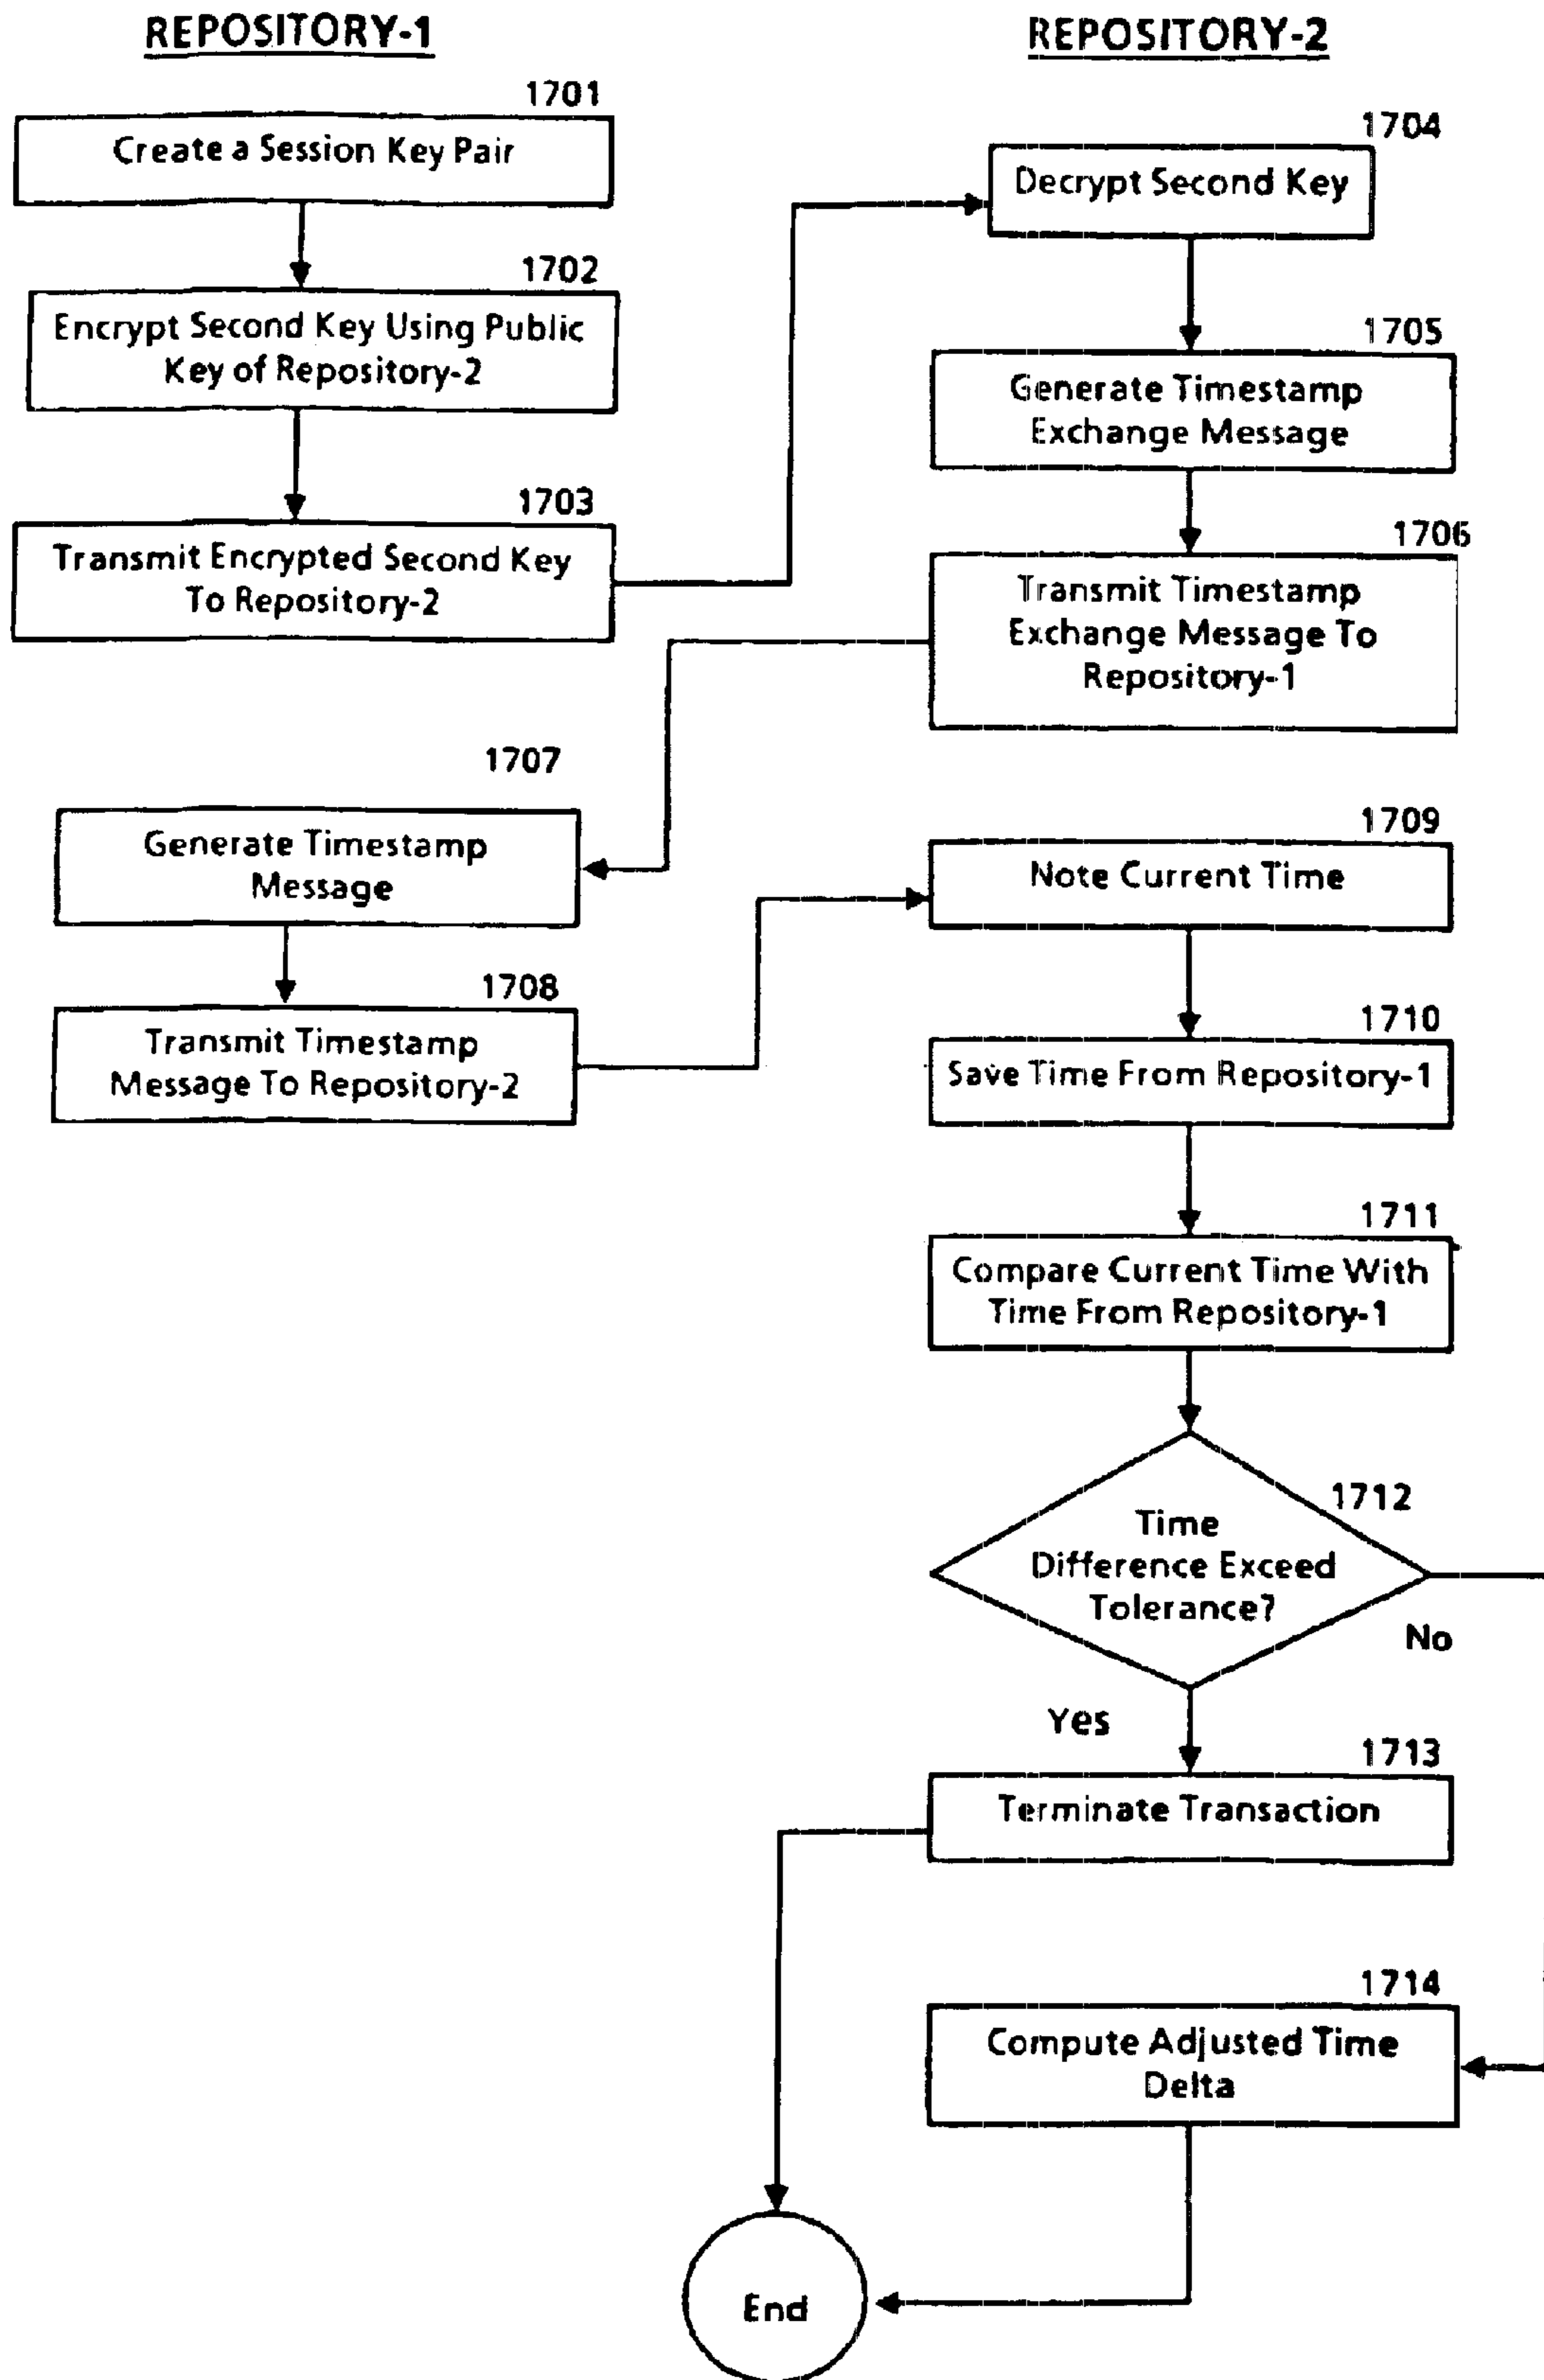 REPOSITORY-1
REPOSITORY-2
1701
Create a Session Key Pair
1702
Encrypt Second Key Using Public
Key of Repository-2
1703
Transmit Encrypted Second Key
To Repository-2
1704
Decrypt Second Key
1705
Generate Timestamp
Exchange Message
1706
Transmit Timestamp
Exchange Message To
Repository-1
1707
Generate Timestamp
Message
1708
Transmit Timestamp
Message To Repository-2
1709
Note Current Time
1710
Save Time From Repository-1
1711
Compare Current Time With
Time From Repository-1
1712
Time
Difference Exceed
Tolerance?
No
Yes
1713
Terminate Transaction
1714
Compute Adjusted Time
Delta
End